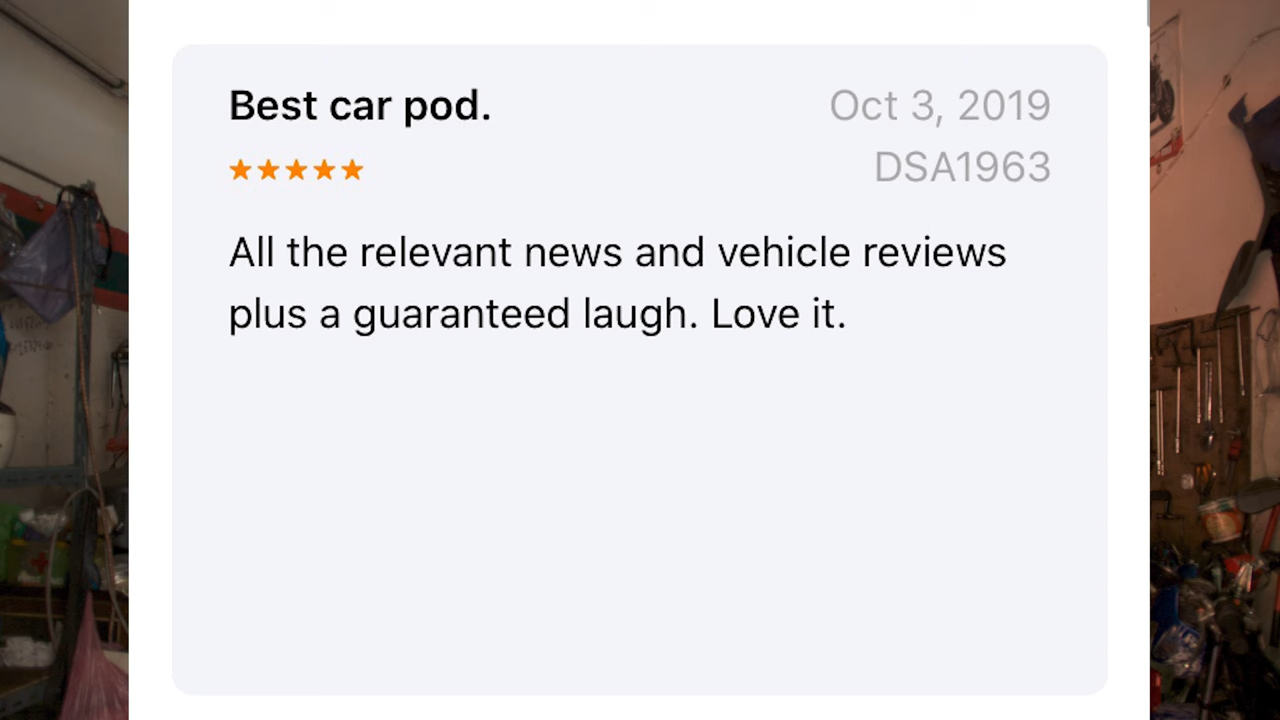 Best car pod.
Oct 3, 2019
★★★★★
DSA1963
All the relevant news and vehicle reviews
plus a guaranteed laugh. Love it.